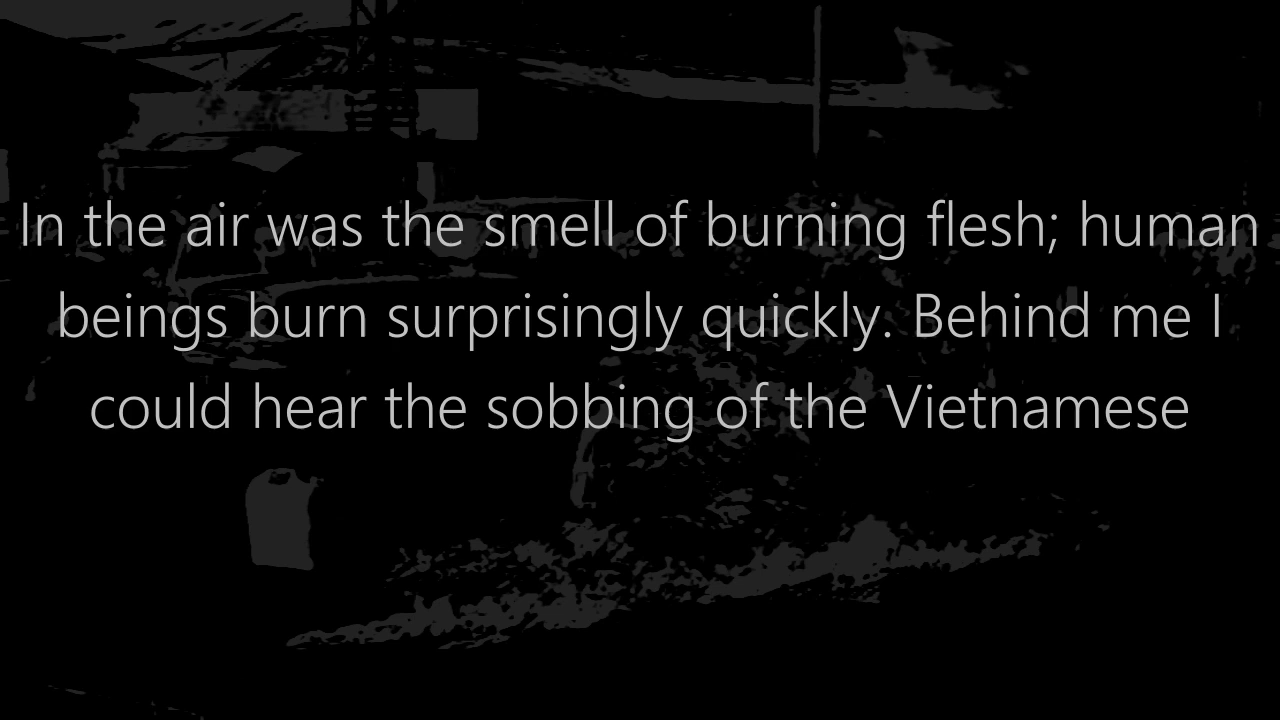 In the air was the smell of burning flesh; human
beings burn surprisingly quickly. Behind me I
could hear the sobbing of the Vietnamese